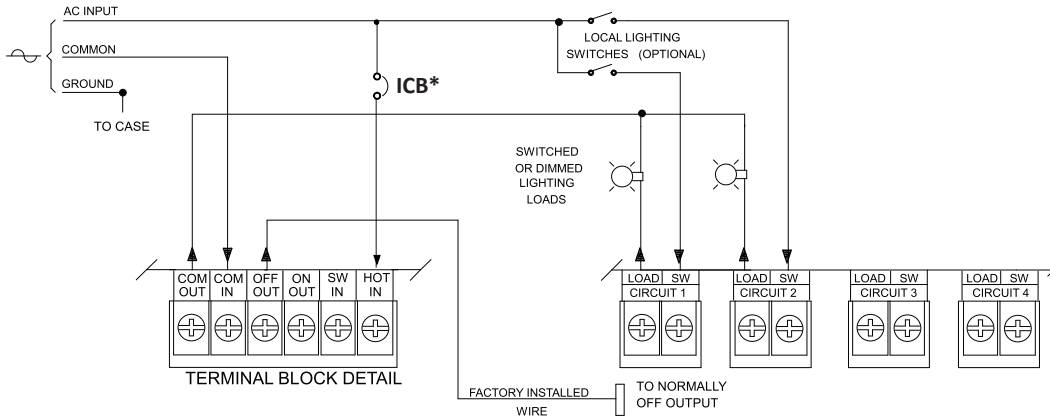 AC INPUT
COMMON
GROUND
TO CASE
ICB*
LOCAL LIGHTING
SWITCHES (OPTIONAL)
SWITCHED
OR DIMMED
LIGHTING
LOADS
COM OUT
COM IN
OFF OUT
ON OUT
SW IN
HOT IN
TERMINAL BLOCK DETAIL
LOAD SW
CIRCUIT 1
LOAD SW
CIRCUIT 2
LOAD SW
CIRCUIT 3
LOAD SW
CIRCUIT 4
FACTORY INSTALLED
WIRE
TO NORMALLY
OFF OUTPUT